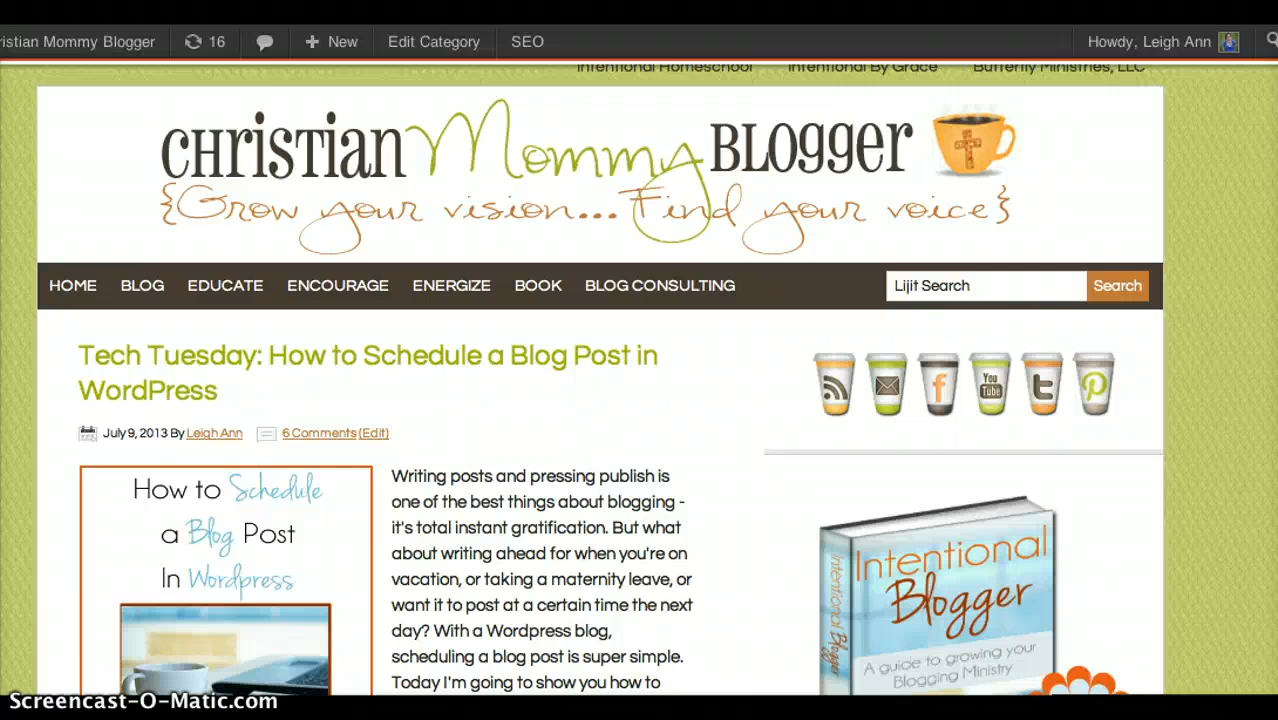 ristian Mommy Blogger 16 New Edit Category SEO Howdy, Leigh Ann
Intentional Homeschool Intentional By Grace Butterfly Ministries, LLC
CHRISTIAN Mommy BLOGGER
{Grow your vision... Find your voice}
HOME BLOG EDUCATE ENCOURAGE ENERGIZE BOOK BLOG CONSULTING Lijit Search Search
Tech Tuesday: How to Schedule a Blog Post in
WordPress
July 9, 2013 By Leigh Ann 6 Comments (Edit)
You
Tube
How to Schedule
a Blog Post
In Wordpress
Writing posts and pressing publish is
one of the best things about blogging -
it's total instant gratification. But what
about writing ahead for when you're on
vacation, or taking a maternity leave, or
want it to post at a certain time the next
day? With a Wordpress blog,
scheduling a blog post is super simple.
Today I'm going to show you how to
Intentional
Blogger
A guide to growing your
Blogging Ministry
Intentional Blogger
Screencast-O-Matic.com